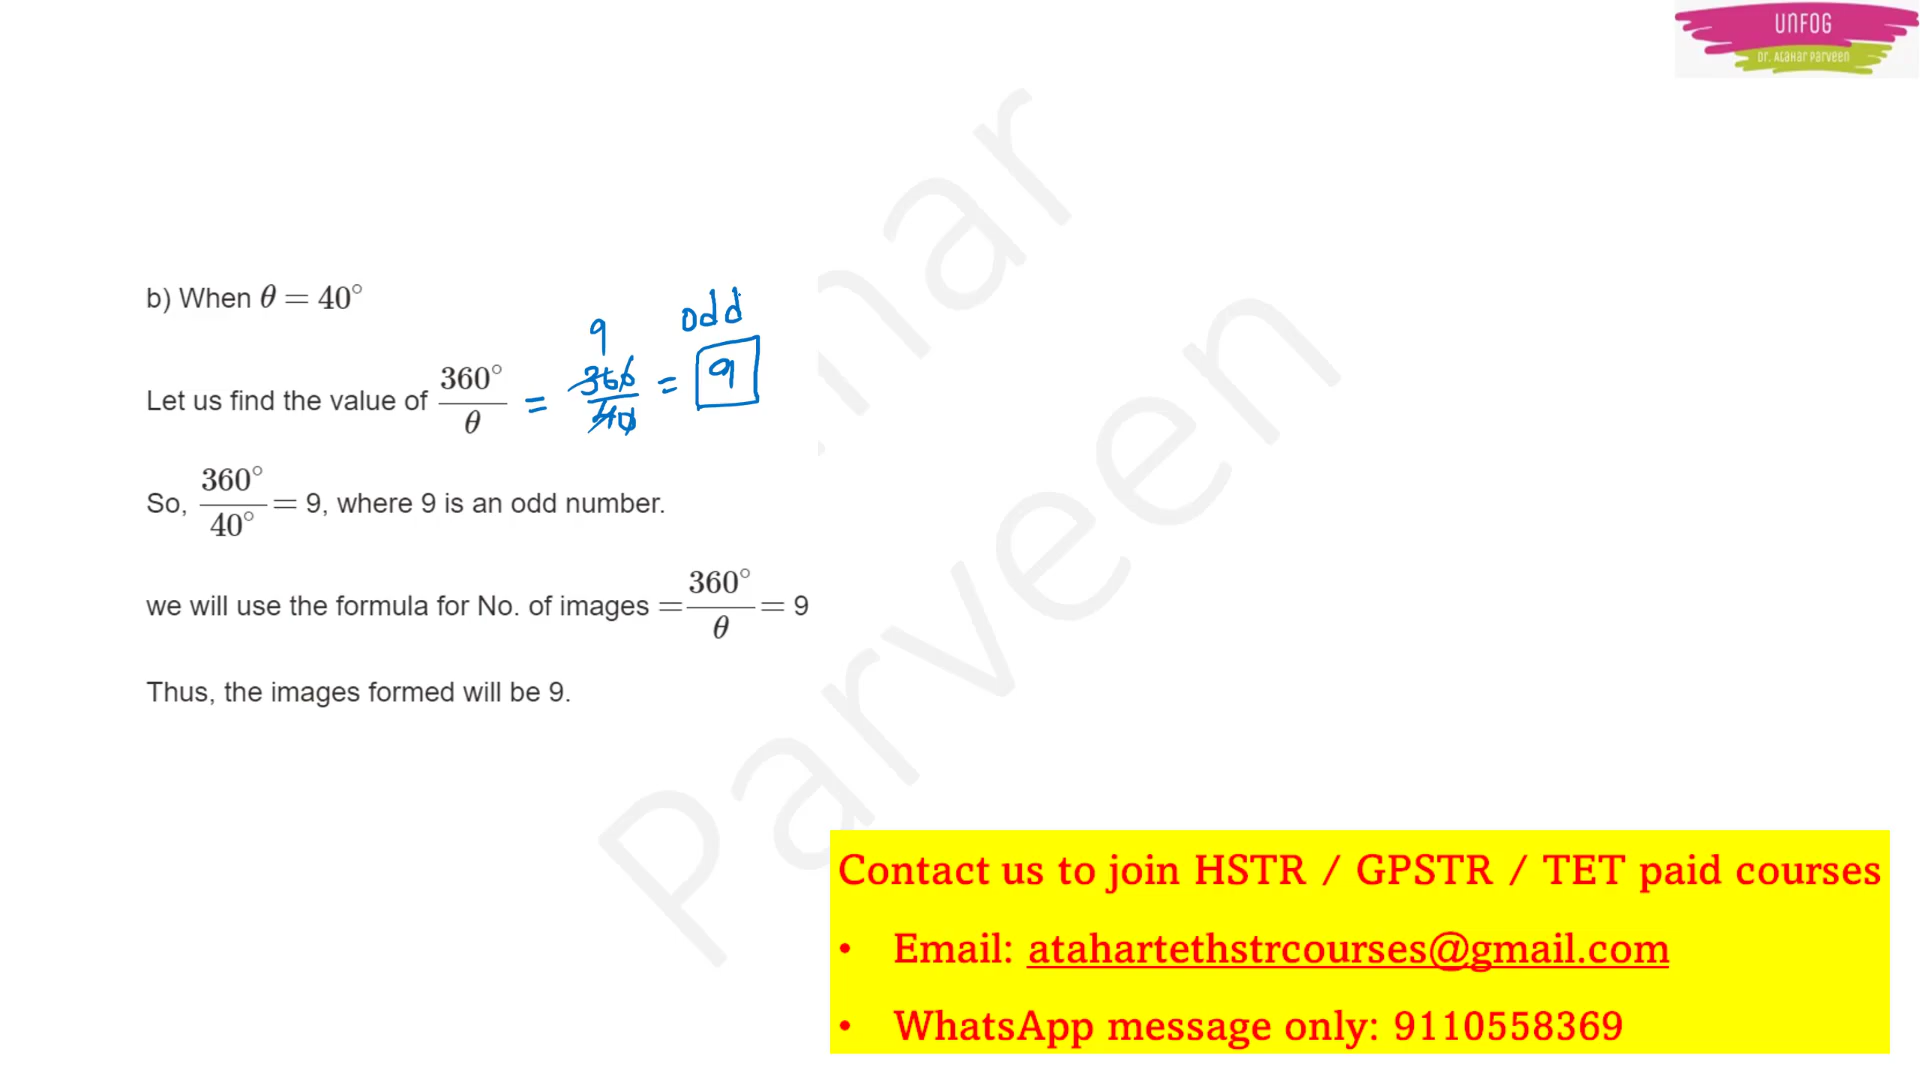 UNFOG
Dr. Atahar Parveen
b) When θ = 40°
odd
9
Let us find the value of 360°/θ = 360/40 = 9
So, 360°/40° = 9, where 9 is an odd number.
we will use the formula for No. of images = 360°/θ = 9
Thus, the images formed will be 9.
Parveen
Contact us to join HSTR / GPSTR / TET paid courses
• Email: atahartethstrcourses@gmail.com
• WhatsApp message only: 9110558369